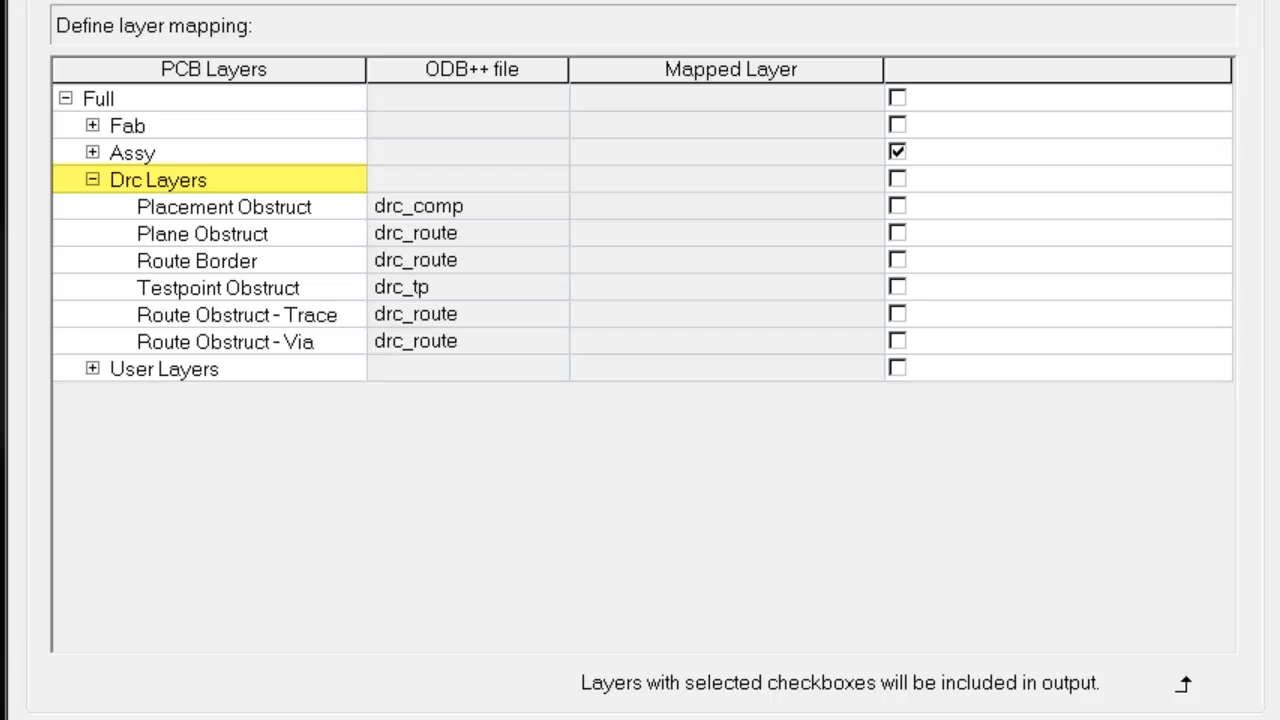 Define layer mapping:
PCB Layers ODB++ file Mapped Layer
Full
Fab
Assy
Drc Layers
Placement Obstruct drc_comp
Plane Obstruct drc_route
Route Border drc_route
Testpoint Obstruct drc_tp
Route Obstruct - Trace drc_route
Route Obstruct - Via drc_route
User Layers
Layers with selected checkboxes will be included in output.